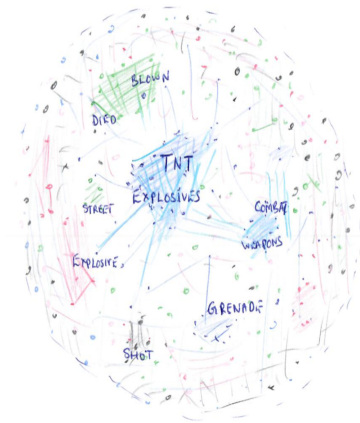 BLOWN
DIED
TNT
EXPLOSIVES
STREET
COMBAT
WEAPONS
EXPLOSIVE
GRENADE
SHOT